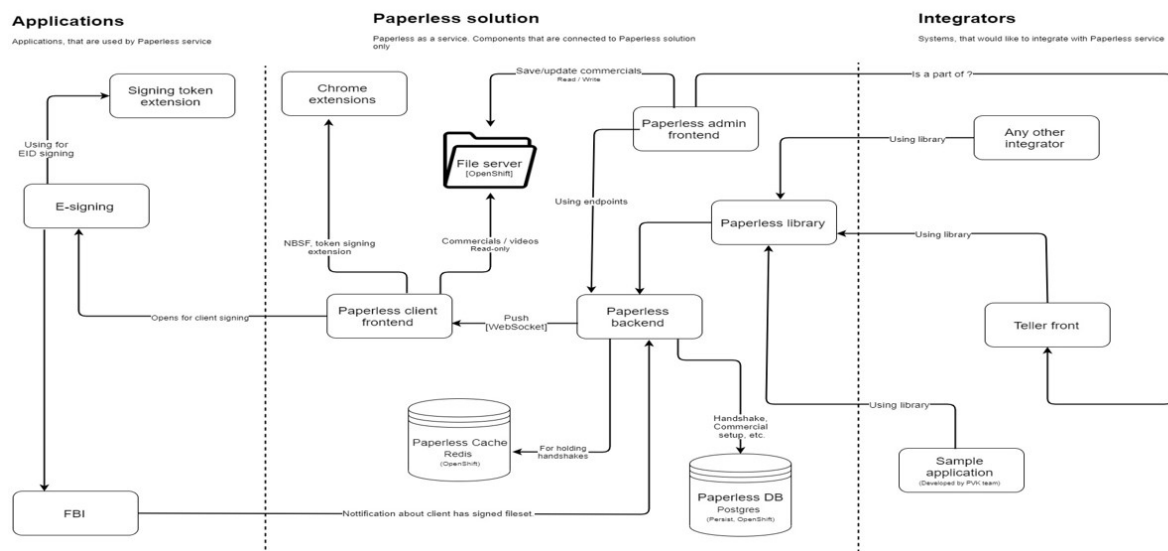 Applications
Applications, that are used by Paperless service
Paperless solution
Paperless as a service. Components that are connected to Paperless solution
only
Integrators
Systems, that would like to integrate with Paperless service
Signing token
extension
Using for
EID signing
E-signing
FBI
Chrome
extensions
NBSF, token signing
extension
Save/update commercials
Read / Write
File server
[OpenShift]
Commercials / videos
Read-only
Paperless admin
frontend
Using endpoints
Is a part of ?
Using library
Any other
integrator
Paperless library
Using library
Teller front
Opens for client signing
Paperless client
frontend
Push
[WebSocket]
Paperless
backend
Paperless Cache
Redis
(OpenShift)
For holding
handshakes
Handshake,
Commercial
setup, etc.
Paperless DB
Postgres
(Persist, OpenShift)
Using library
Sample
application
(Developed by PVK team)
Nottification about client has signed fileset